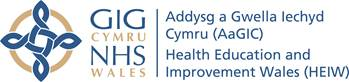 GIG
CYMRU
NHS
WALES
Addysg a Gwella Iechyd
Cymru (AaGIC)
Health Education and
Improvement Wales (HEIW)